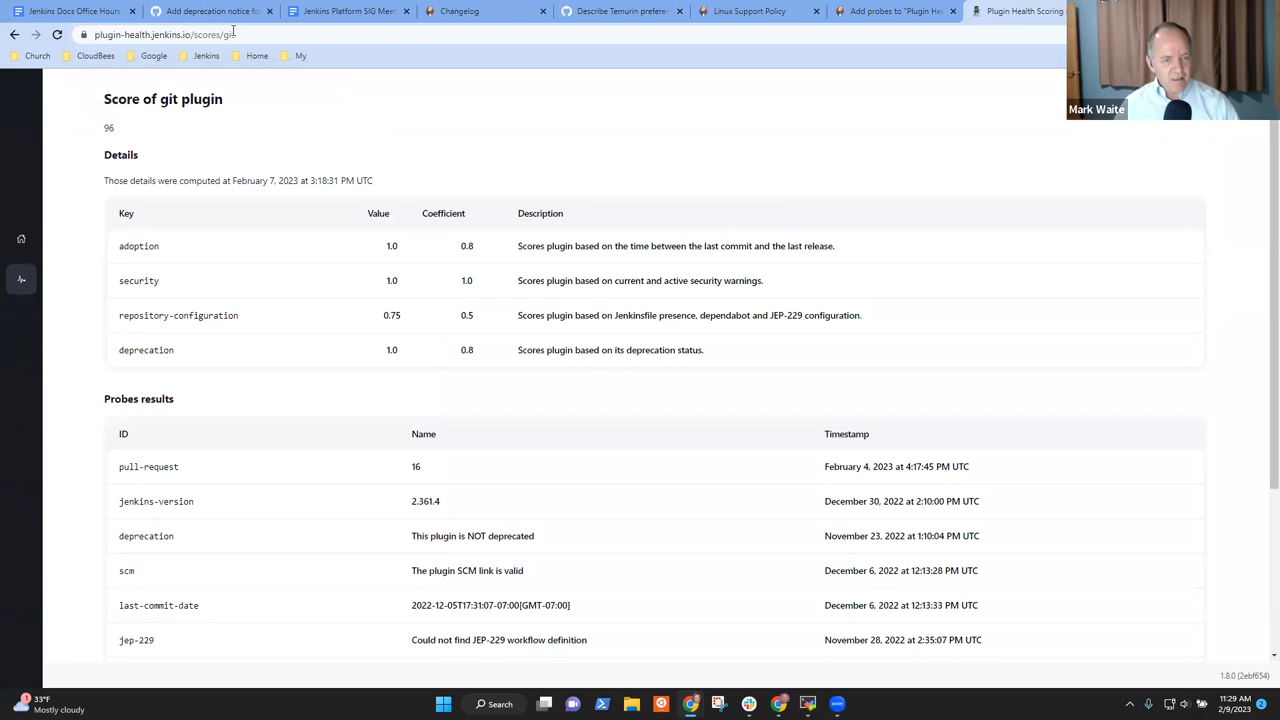 Jenkins Docs Office Hours
Add deprecation notice fo
Jenkins Platform SIG Meet
Changelog
Describe Temurin preferen
Linux Support Policy
Add probes to "Plugin He
Plugin Health Scoring
plugin-health.jenkins.io/scores/git
Church
CloudBees
Google
Jenkins
Home
My
Mark Waite
Score of git plugin
96
Details
Those details were computed at February 7, 2023 at 3:18:31 PM UTC
Key Value Coefficient Description
adoption 1.0 0.8 Scores plugin based on the time between the last commit and the last release.
security 1.0 1.0 Scores plugin based on current and active security warnings.
repository-configuration 0.75 0.5 Scores plugin based on Jenkinsfile presence, dependabot and JEP-229 configuration.
deprecation 1.0 0.8 Scores plugin based on its deprecation status.
Probes results
ID Name Timestamp
pull-request 16 February 4, 2023 at 4:17:45 PM UTC
jenkins-version 2.361.4 December 30, 2022 at 2:10:00 PM UTC
deprecation This plugin is NOT deprecated November 23, 2022 at 1:10:04 PM UTC
scm The plugin SCM link is valid December 6, 2022 at 12:13:28 PM UTC
last-commit-date 2022-12-05T17:31:07-07:00[GMT-07:00] December 6, 2022 at 12:13:33 PM UTC
jep-229 Could not find JEP-229 workflow definition November 28, 2022 at 2:35:07 PM UTC
1.8.0 (2ebf654)
1
33°F
Mostly cloudy
Search
11:29 AM
2/9/2023
2